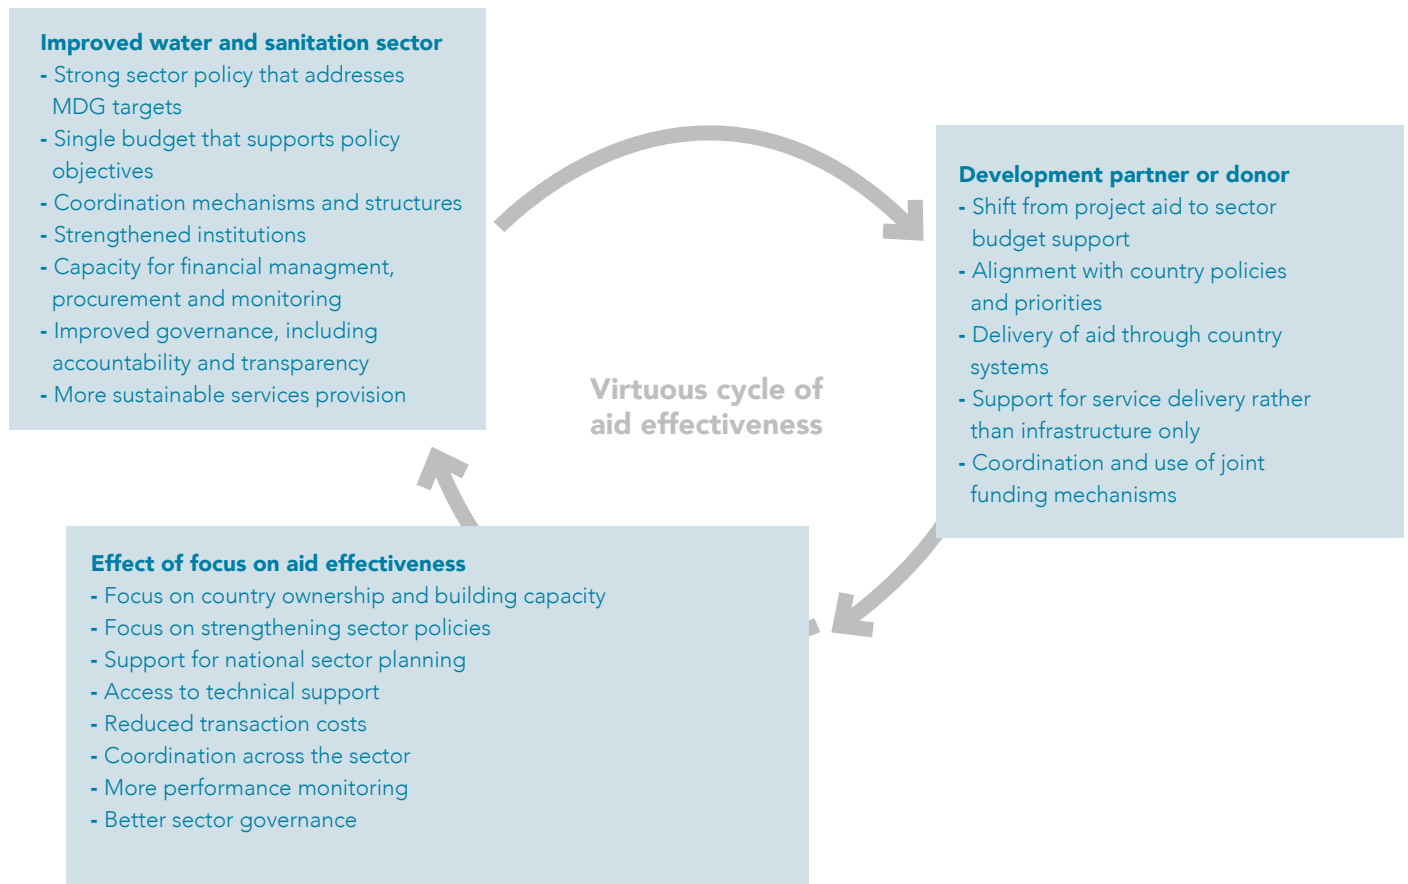 Improved water and sanitation sector
- Strong sector policy that addresses
MDG targets
- Single budget that supports policy
objectives
- Coordination mechanisms and structures
- Strengthened institutions
- Capacity for financial managment,
procurement and monitoring
- Improved governance, including
accountability and transparency
- More sustainable services provision
Development partner or donor
- Shift from project aid to sector
budget support
- Alignment with country policies
and priorities
- Delivery of aid through country
systems
- Support for service delivery rather
than infrastructure only
- Coordination and use of joint
funding mechanisms
Virtuous cycle of
aid effectiveness
Effect of focus on aid effectiveness
- Focus on country ownership and building capacity
- Focus on strengthening sector policies
- Support for national sector planning
- Access to technical support
- Reduced transaction costs
- Coordination across the sector
- More performance monitoring
- Better sector governance